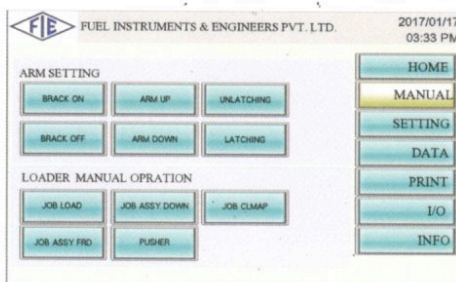 FIE FUEL INSTRUMENTS & ENGINEERS PVT. LTD. 2017/01/17
03:33 PM
HOME
ARM SETTING
MANUAL
BRACK ON ARM UP UNLATCHING
SETTING
BRACK OFF ARM DOWN LATCHING
DATA
LOADER MANUAL OPRATION
PRINT
JOB LOAD JOB ASSY DOWN JOB CLMAP
I/O
JOB ASSY FRD PUSHER
INFO